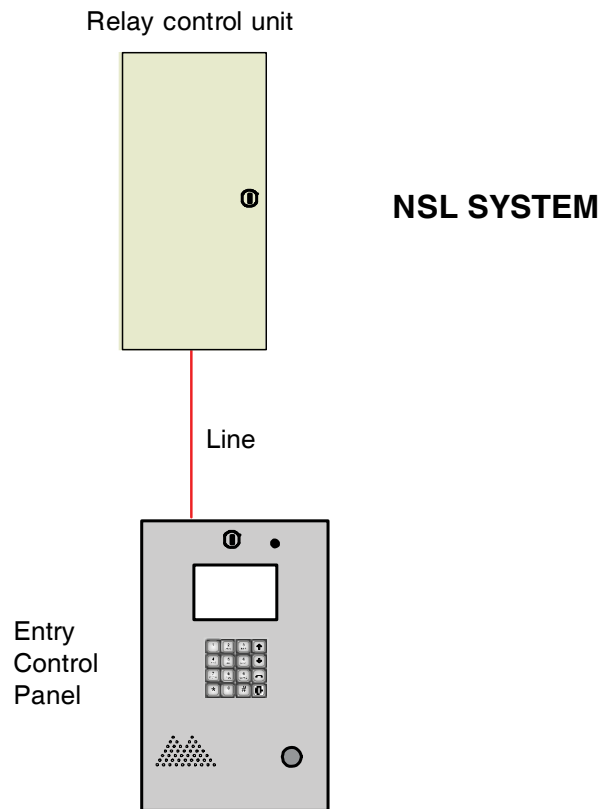 Relay control unit
NSL SYSTEM
Line
Entry
Control
Panel
* #